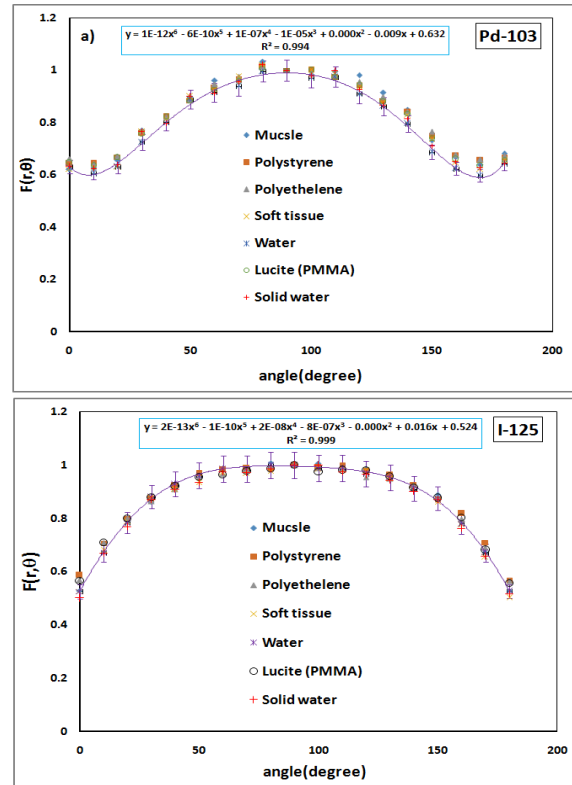 a)
y = 1E-12x⁶ - 6E-10x⁵ + 1E-07x⁴ - 1E-05x³ + 0.000x² - 0.009x + 0.632
R² = 0.994
Pd-103
1.2
1
0.8
0.6
0.4
0.2
0
F(r,θ)
Mucsle
Polystyrene
Polyethelene
Soft tissue
Water
Lucite (PMMA)
Solid water
0 50 100 150 200
angle(degree)
y = 2E-13x⁶ - 1E-10x⁵ + 2E-08x⁴ - 8E-07x³ - 0.000x² + 0.016x + 0.524
R² = 0.999
I-125
1.2
1
0.8
0.6
0.4
0.2
0
F(r,θ)
Mucsle
Polystyrene
Polyethelene
Soft tissue
Water
Lucite (PMMA)
Solid water
0 50 100 150 200
angle(degree)